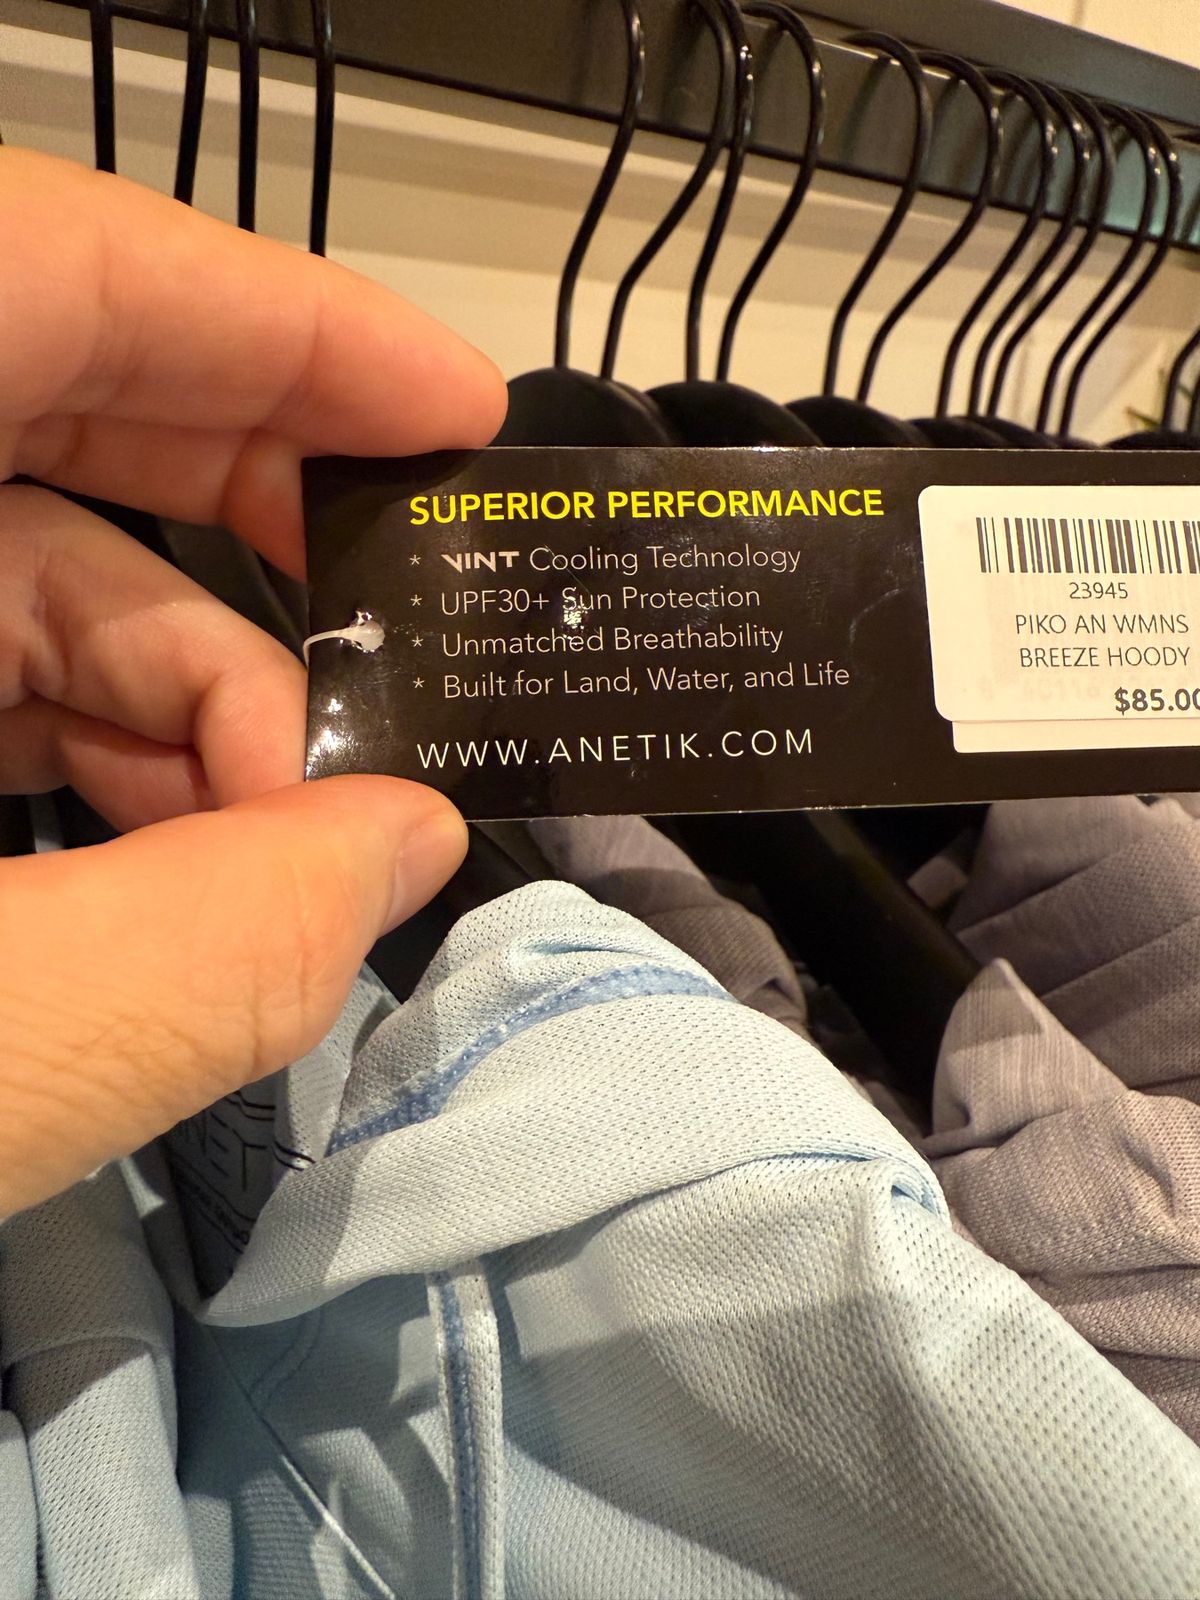 SUPERIOR PERFORMANCE
* VINT Cooling Technology
* UPF30+ Sun Protection
* Unmatched Breathability
* Built for Land, Water, and Life
WWW.ANETIK.COM
23945
PIKO AN WMNS
BREEZE HOODY
$85.00